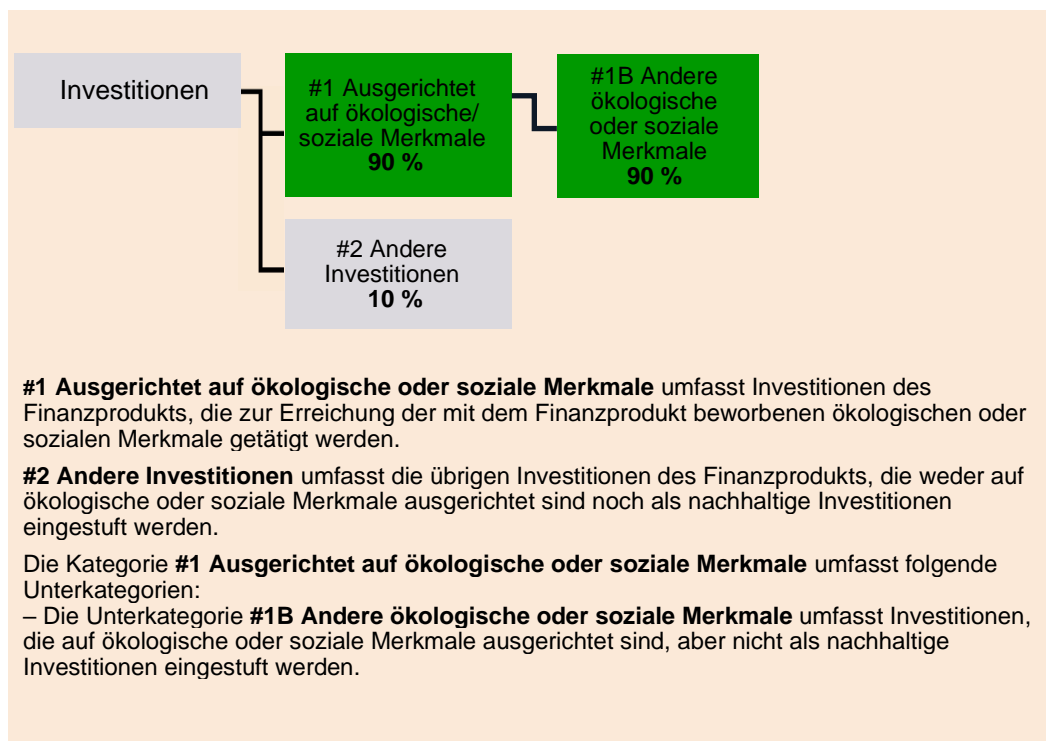 Investitionen
#1 Ausgerichtet
auf ökologische/
soziale Merkmale
90 %
#1B Andere
ökologische
oder soziale
Merkmale
90 %
#2 Andere
Investitionen
10 %
#1 Ausgerichtet auf ökologische oder soziale Merkmale umfasst Investitionen des
Finanzprodukts, die zur Erreichung der mit dem Finanzprodukt beworbenen ökologischen oder
sozialen Merkmale getätigt werden.
#2 Andere Investitionen umfasst die übrigen Investitionen des Finanzprodukts, die weder auf
ökologische oder soziale Merkmale ausgerichtet sind noch als nachhaltige Investitionen
eingestuft werden.
Die Kategorie #1 Ausgerichtet auf ökologische oder soziale Merkmale umfasst folgende
Unterkategorien:
– Die Unterkategorie #1B Andere ökologische oder soziale Merkmale umfasst Investitionen,
die auf ökologische oder soziale Merkmale ausgerichtet sind, aber nicht als nachhaltige
Investitionen eingestuft werden.